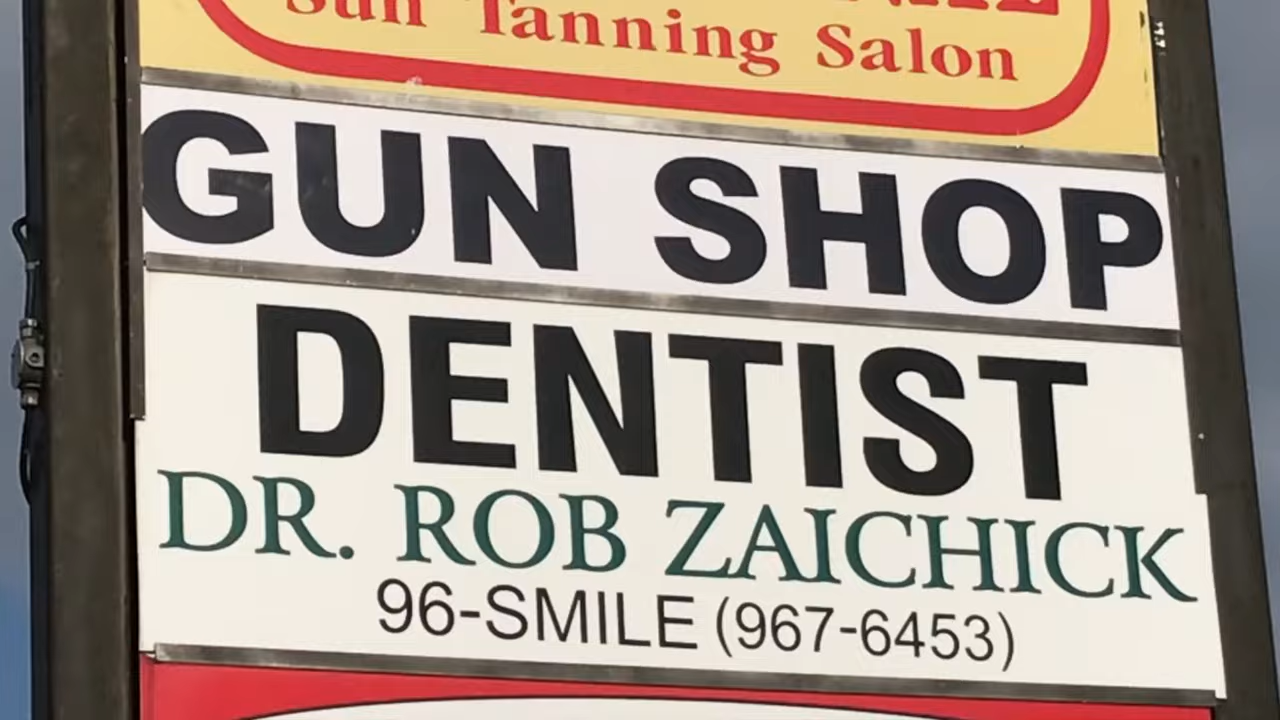 Sun Tanning Salon
GUN SHOP
DENTIST
DR. ROB ZAICHICK
96-SMILE (967-6453)